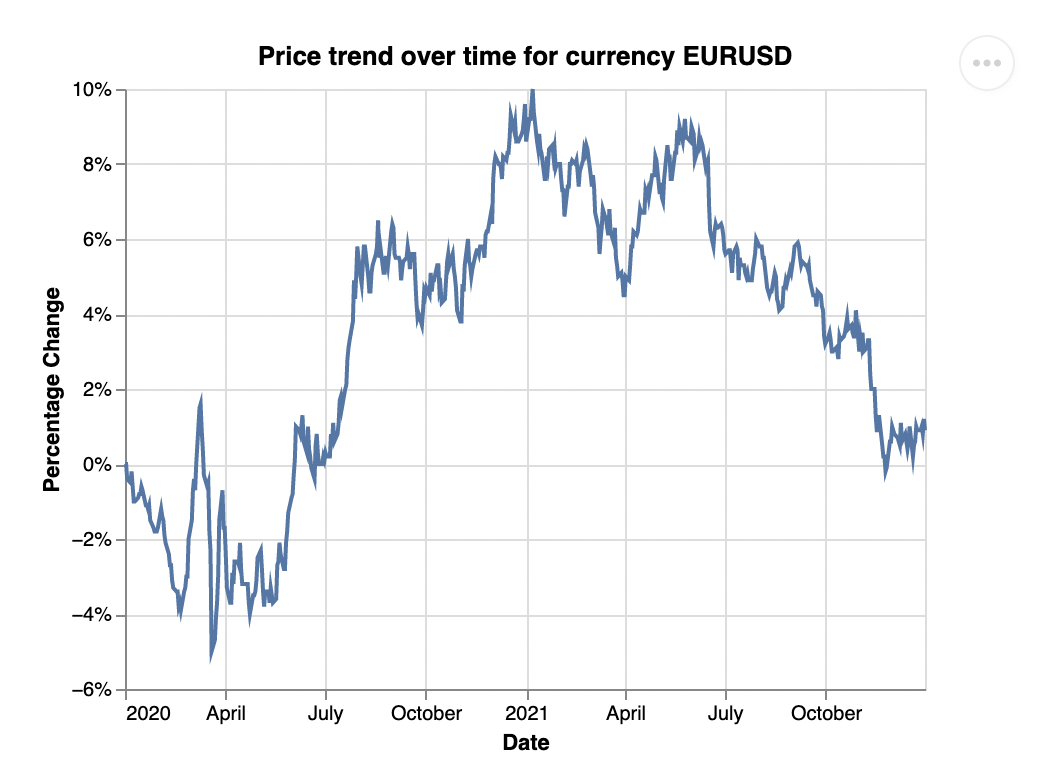 Price trend over time for currency EURUSD
10%
8%
6%
4%
2%
0%
−2%
−4%
−6%
Percentage Change
2020 April July October 2021 April July October
Date